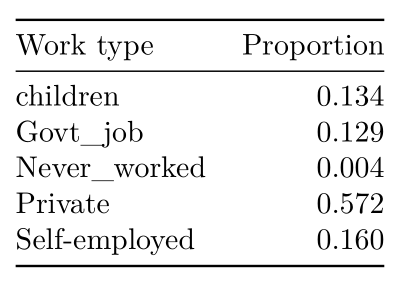 Work type Proportion
children 0.134
Govt_job 0.129
Never_worked 0.004
Private 0.572
Self-employed 0.160